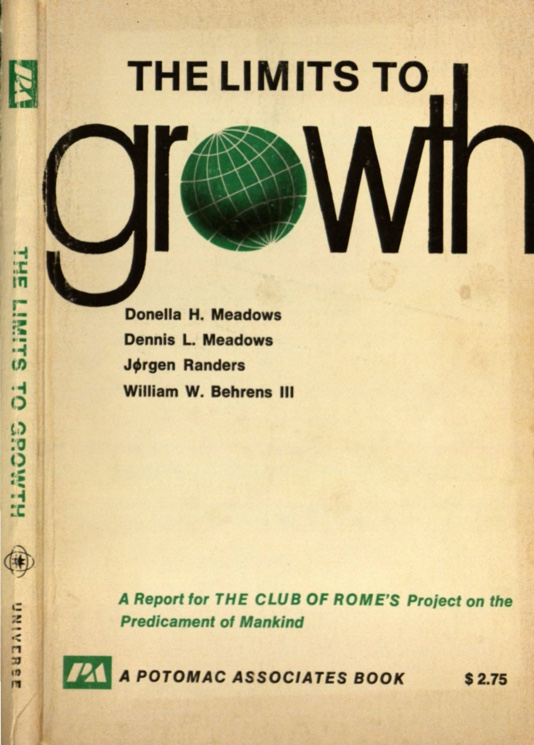 THE LIMITS TO
growth
Donella H. Meadows
Dennis L. Meadows
Jørgen Randers
William W. Behrens III
A Report for THE CLUB OF ROME'S Project on the
Predicament of Mankind
PA A POTOMAC ASSOCIATES BOOK $2.75
PA
THE LIMITS TO GROWTH
UNIVERSE